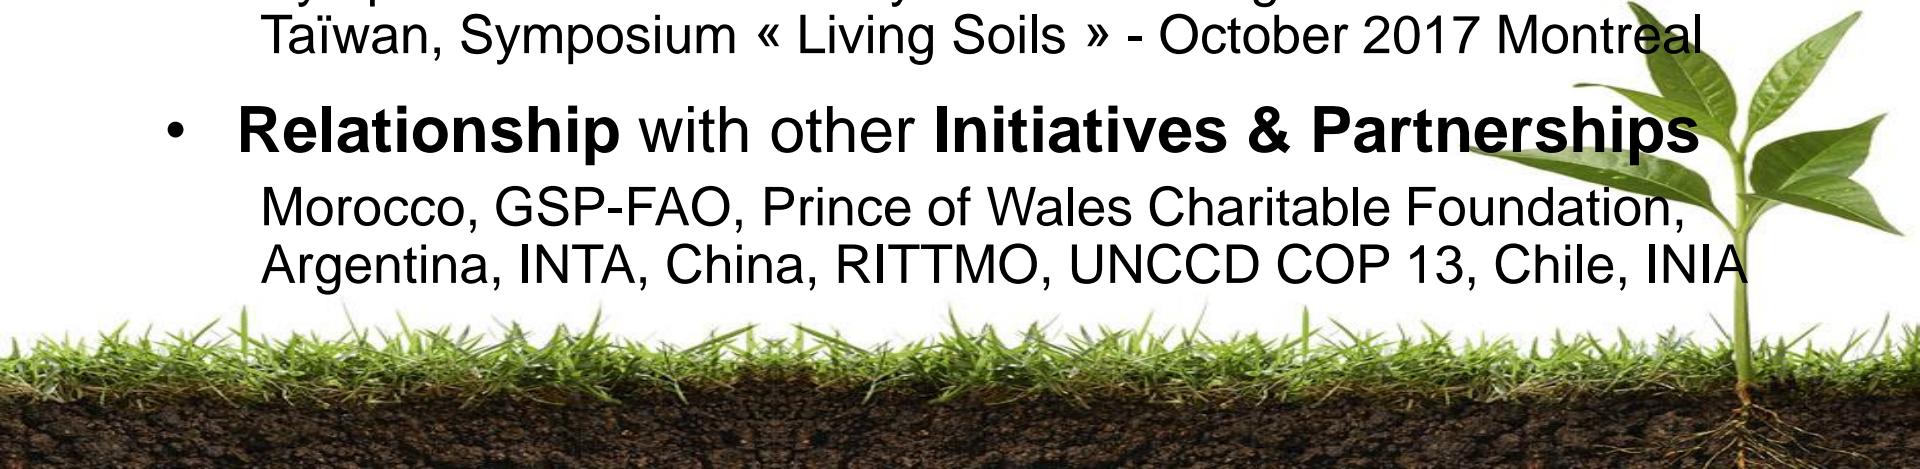 Taïwan, Symposium « Living Soils » - October 2017 Montreal
• Relationship with other Initiatives & Partnerships
Morocco, GSP-FAO, Prince of Wales Charitable Foundation,
Argentina, INTA, China, RITTMO, UNCCD COP 13, Chile, INIA